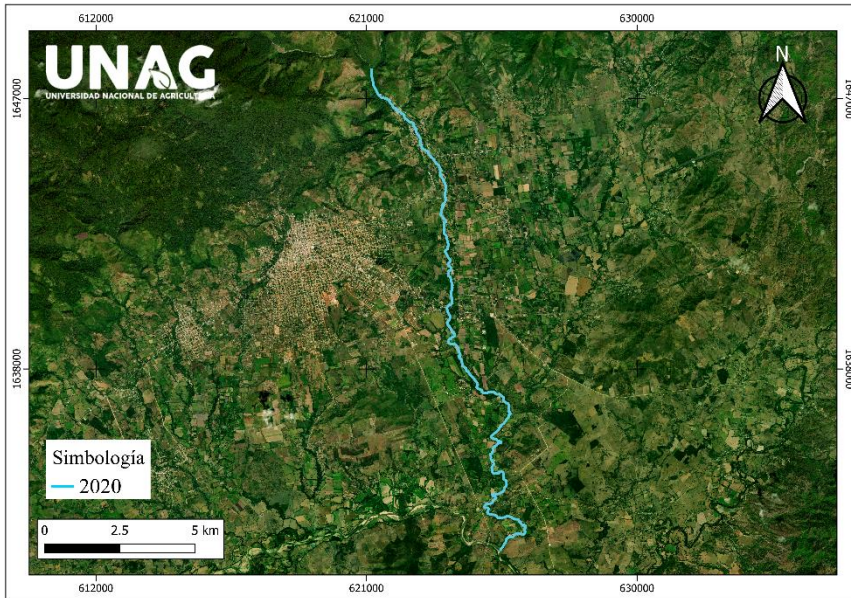 612000
621000
630000
UNAG
UNIVERSIDAD NACIONAL DE AGRICULTURA
N
1647000
1647000
1638000
1638000
Simbología
2020
0 2.5 5 km
612000
621000
630000